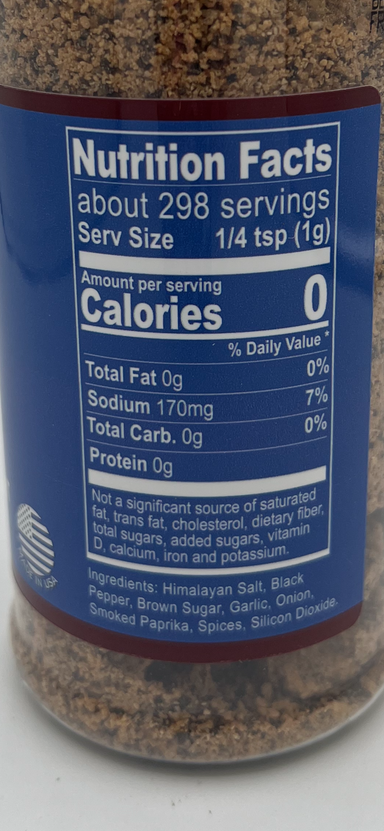 Nutrition Facts
about 298 servings
Serv Size 1/4 tsp (1g)
Amount per serving
Calories 0
% Daily Value *
Total Fat 0g 0%
Sodium 170mg 7%
Total Carb. 0g 0%
Protein 0g
Not a significant source of saturated
fat, trans fat, cholesterol, dietary fiber,
total sugars, added sugars, vitamin
D, calcium, iron and potassium.
IN USA
Ingredients: Himalayan Salt, Black
Pepper, Brown Sugar, Garlic, Onion,
Smoked Paprika, Spices, Silicon Dioxide.